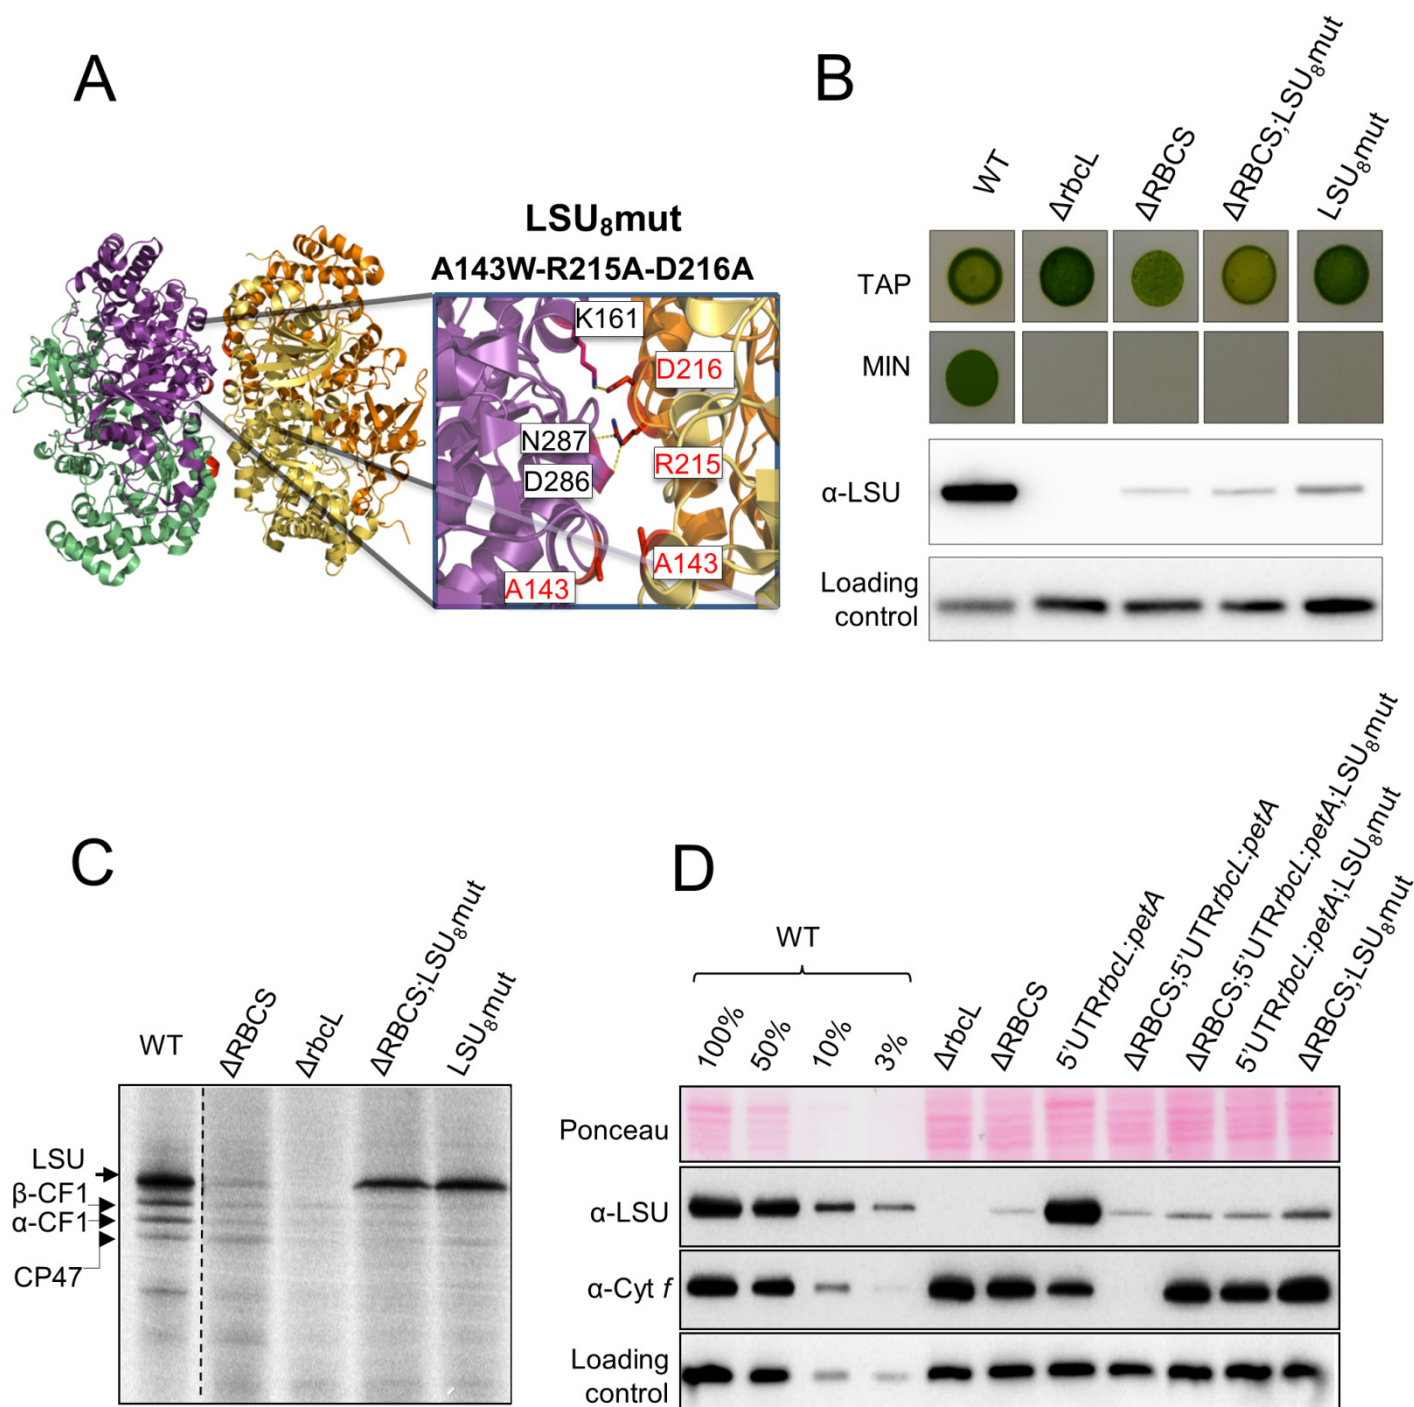 A
LSU₈mut
A143W-R215A-D216A
K161
D216
N287
R215
D286
A143
A143
B
WT
ΔrbcL
ΔRBCS
ΔRBCS;LSU₈mut
LSU₈mut
TAP
MIN
α-LSU
Loading
control
C
WT
ΔRBCS
ΔrbcL
ΔRBCS;LSU₈mut
LSU₈mut
LSU
β-CF1
α-CF1
CP47
D
WT
100%
50%
10%
3%
ΔrbcL
ΔRBCS
5'UTRrbcL:petA
ΔRBCS;5'UTRrbcL:petA
ΔRBCS;5'UTRrbcL:petA;LSU₈mut
5'UTRrbcL:petA;LSU₈mut
ΔRBCS;LSU₈mut
Ponceau
α-LSU
α-Cyt f
Loading
control